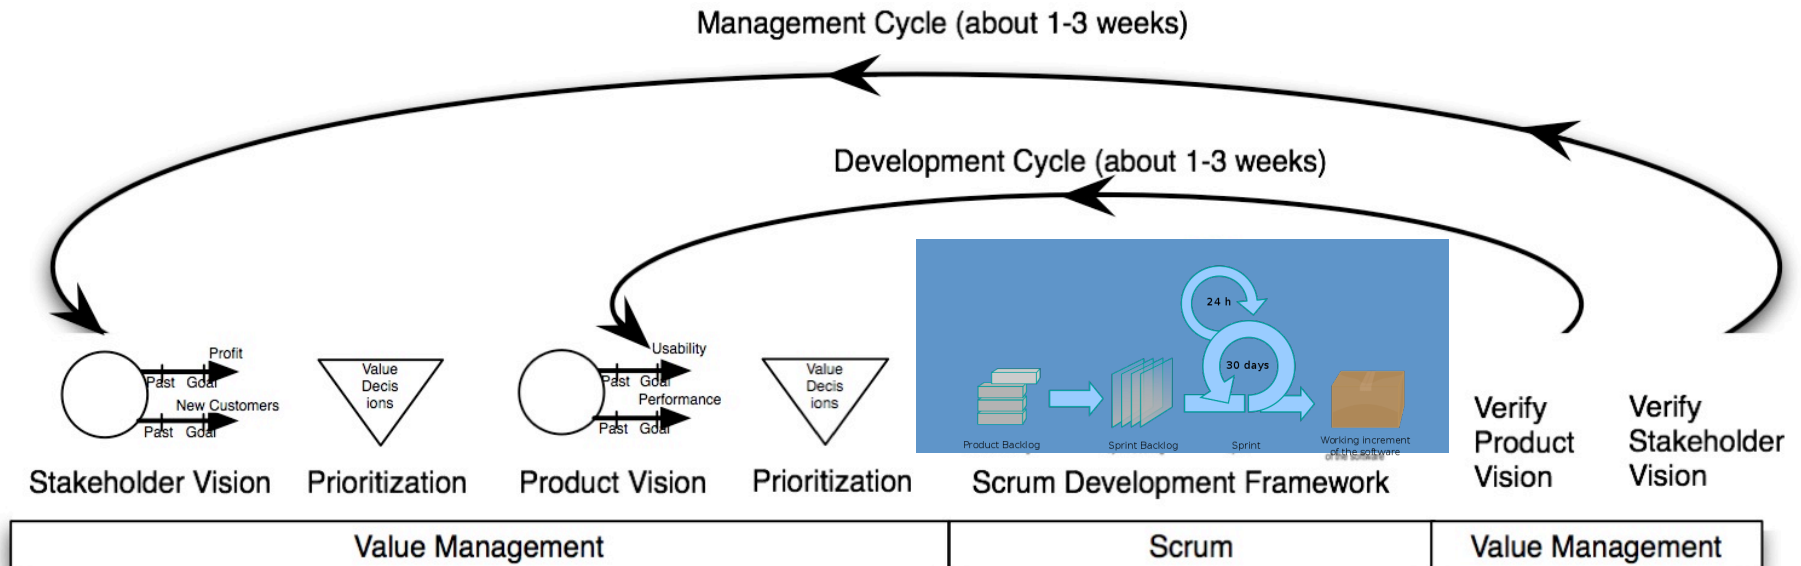 Management Cycle (about 1-3 weeks)
Development Cycle (about 1-3 weeks)
Profit
Past Goal
New Customers
Past Goal
Stakeholder Vision
Value
Decis
ions
Prioritization
Usability
Past Goal
Performance
Past Goal
Product Vision
Value
Decis
ions
Prioritization
24 h
30 days
Product Backlog
Sprint Backlog
Sprint
Working increment
of the software
of the software
Scrum Development Framework
Verify
Product
Vision
Verify
Stakeholder
Vision
Value Management
Scrum
Value Management